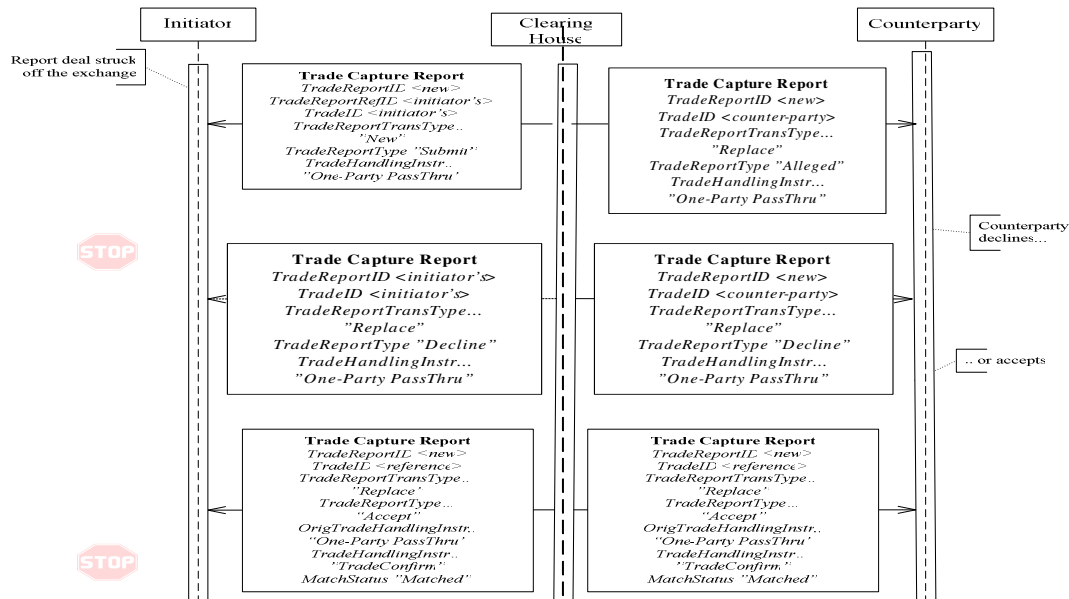 Initiator
Clearing
House
Counterparty
Report deal struck
off the exchange
Trade Capture Report
TradeReportID <new>
TradeReportRefID <initiator's>
TradeID <initiator's>
TradeReportTransType...
"New"
TradeReportType "Submit"
TradeHandlingInstr...
"One-Party PassThru"
Trade Capture Report
TradeReportID <new>
TradeID <counter-party>
TradeReportTransType...
"Replace"
TradeReportType "Alleged"
TradeHandlingInstr...
"One-Party PassThru"
Counterparty
declines...
STOP
Trade Capture Report
TradeReportID <initiator's>
TradeID <initiator's>
TradeReportTransType...
"Replace"
TradeReportType "Decline"
TradeHandlingInstr...
"One-Party PassThru"
Trade Capture Report
TradeReportID <new>
TradeID <counter-party>
TradeReportTransType...
"Replace"
TradeReportType "Decline"
TradeHandlingInstr...
"One-Party PassThru"
... or accepts
Trade Capture Report
TradeReportID <new>
TradeID <reference>
TradeReportTransType...
"Replace"
TradeReportType...
"Accept"
OrigTradeHandlingInstr...
"One-Party PassThru"
TradeHandlingInstr...
"TradeConfirm"
MatchStatus "Matched"
Trade Capture Report
TradeReportID <new>
TradeID <reference>
TradeReportTransType...
"Replace"
TradeReportType...
"Accept"
OrigTradeHandlingInstr...
"One-Party PassThru"
TradeHandlingInstr...
"TradeConfirm"
MatchStatus "Matched"
STOP